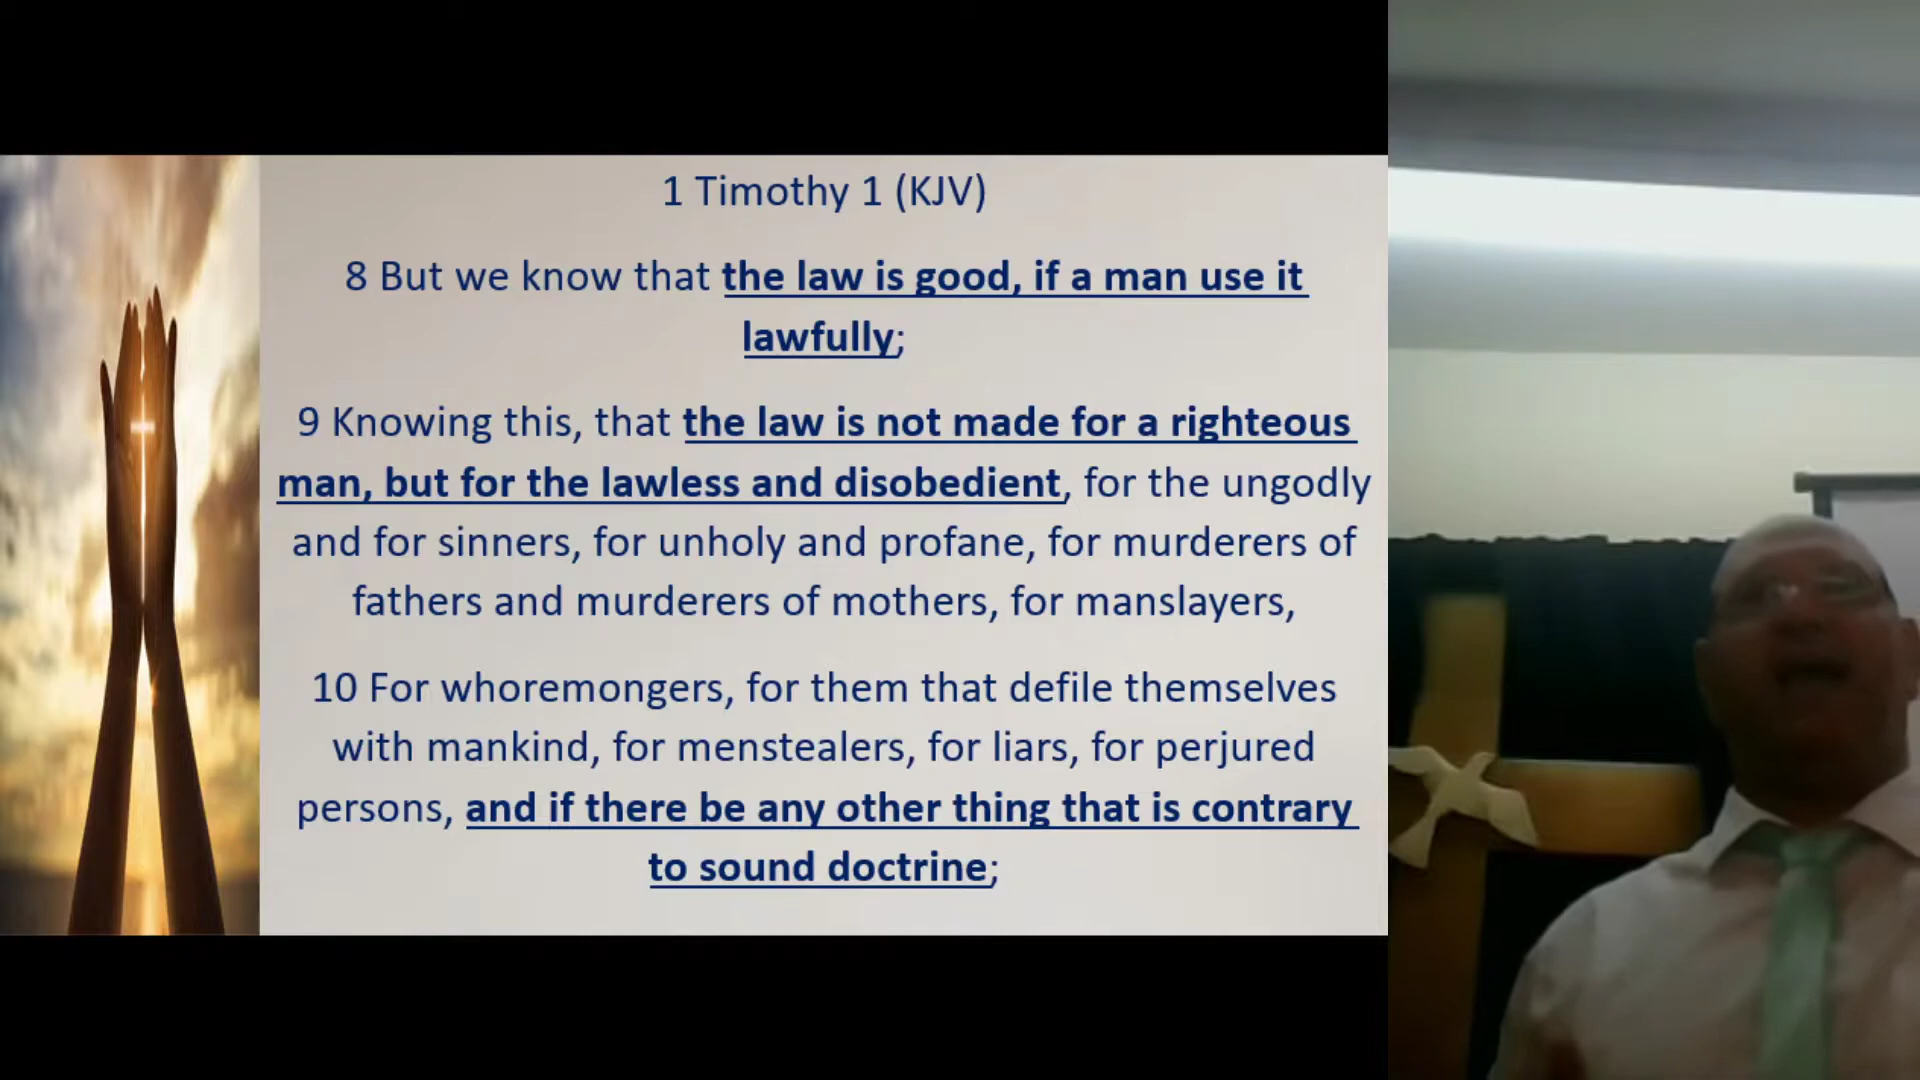 1 Timothy 1 (KJV)
8 But we know that the law is good, if a man use it
lawfully;
9 Knowing this, that the law is not made for a righteous
man, but for the lawless and disobedient, for the ungodly
and for sinners, for unholy and profane, for murderers of
fathers and murderers of mothers, for manslayers,
10 For whoremongers, for them that defile themselves
with mankind, for menstealers, for liars, for perjured
persons, and if there be any other thing that is contrary
to sound doctrine;